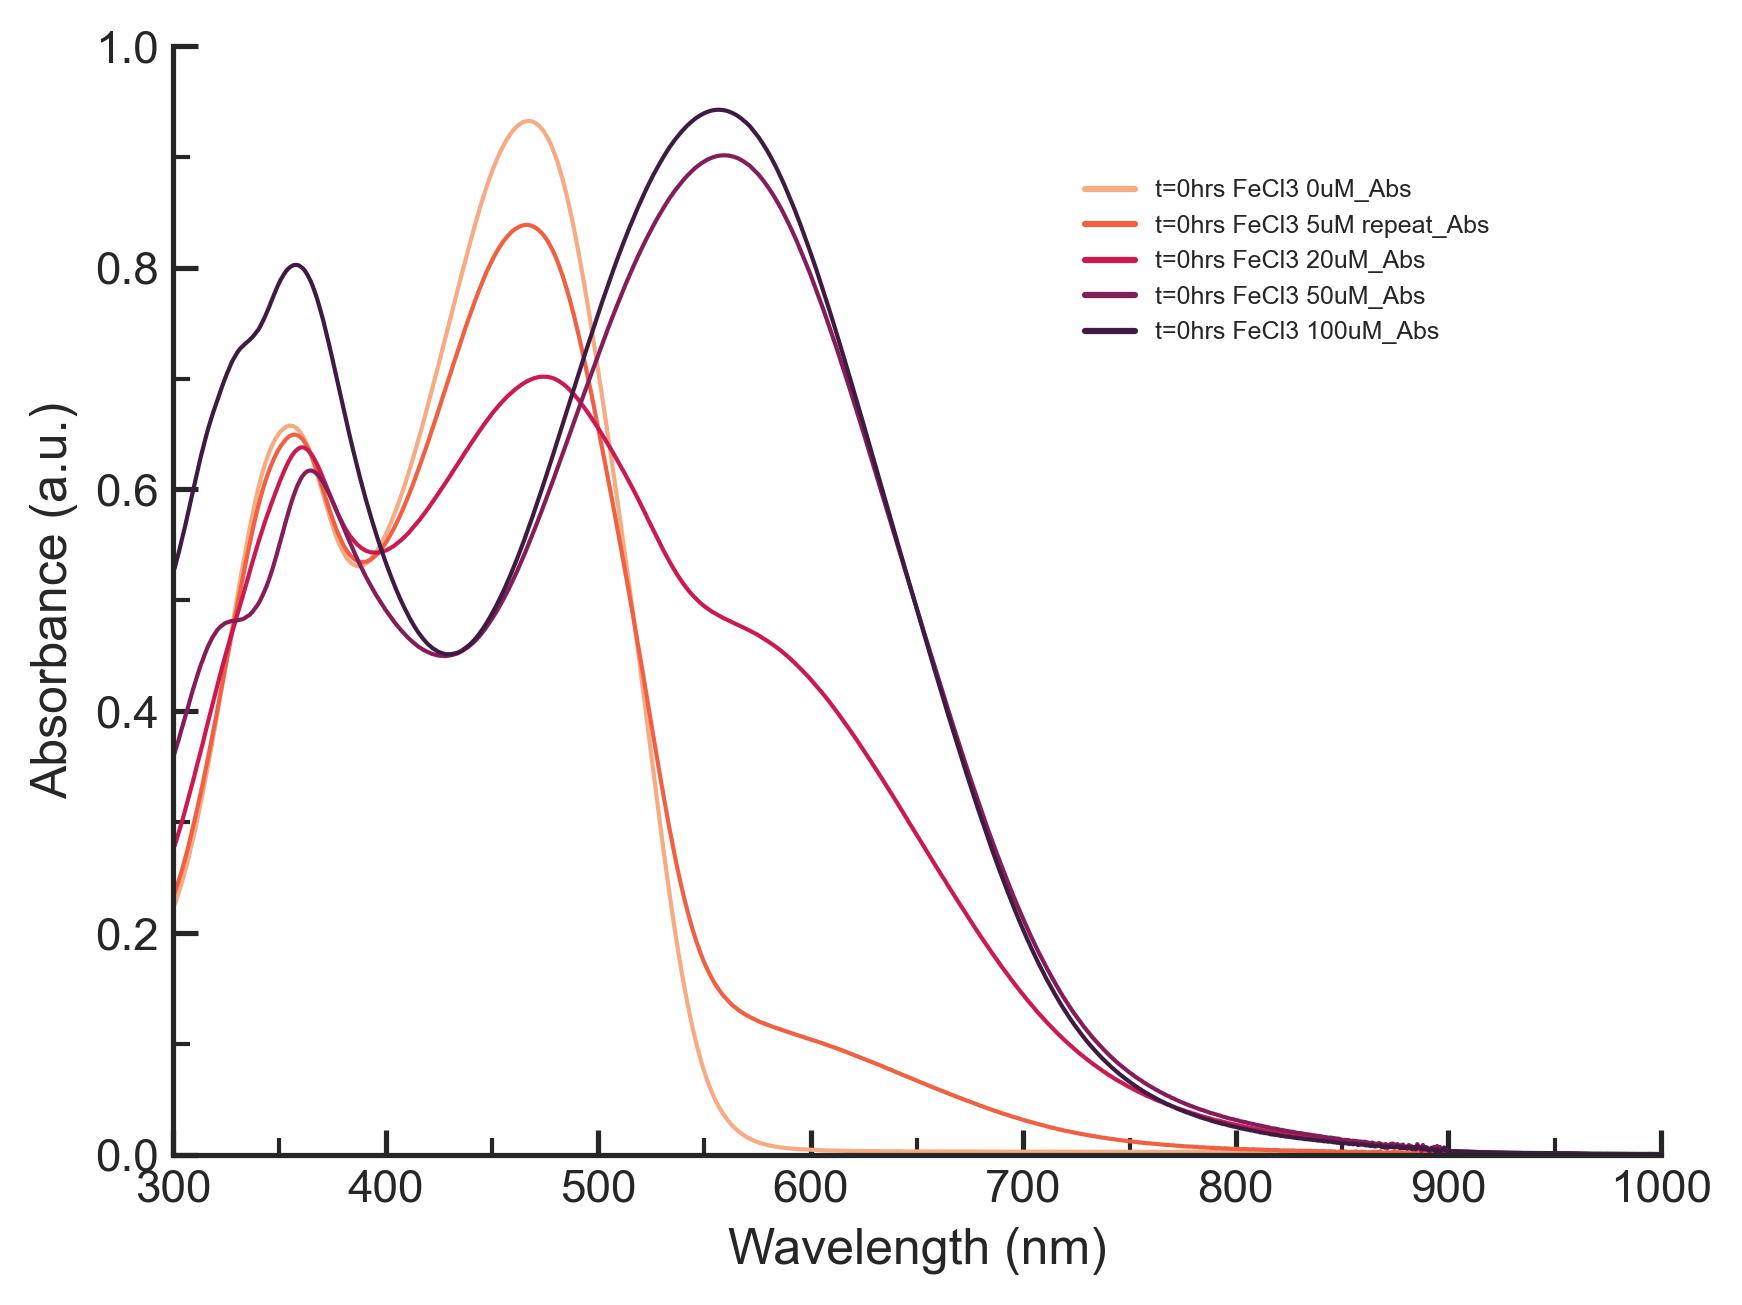 1.0
0.8
0.6
0.4
0.2
0.0
Absorbance (a.u.)
t=0hrs FeCl3 0uM_Abs
t=0hrs FeCl3 5uM repeat_Abs
t=0hrs FeCl3 20uM_Abs
t=0hrs FeCl3 50uM_Abs
t=0hrs FeCl3 100uM_Abs
300 400 500 600 700 800 900 1000
Wavelength (nm)